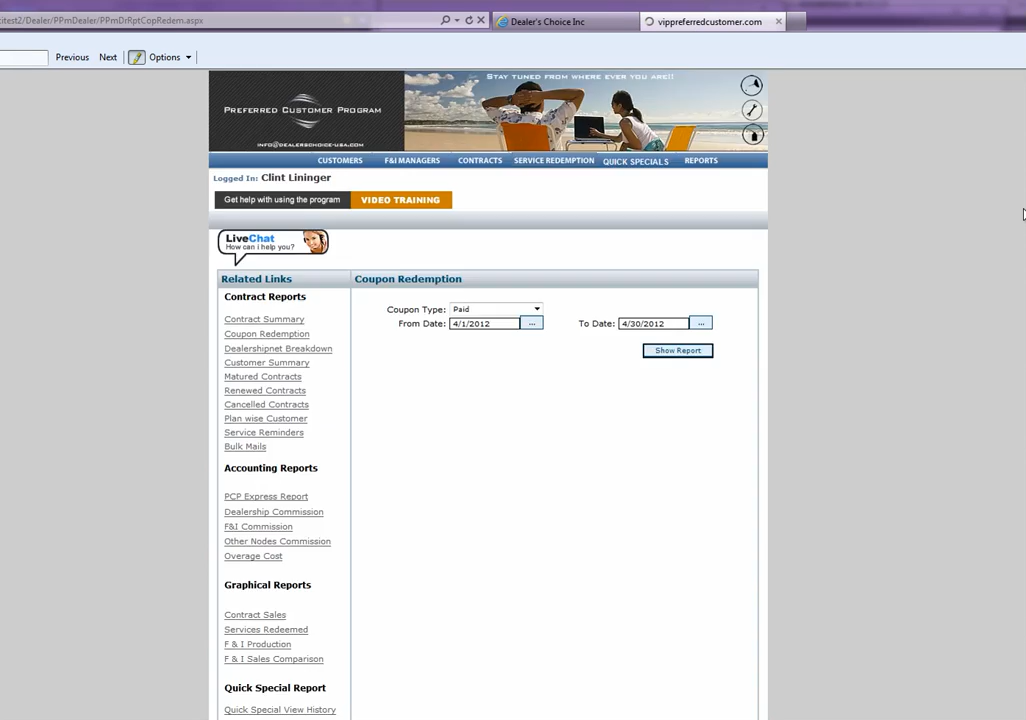 :itest2/Dealer/PPmDealer/PPmDrRptCopRedem.aspx
Dealer's Choice Inc
vippreferredcustomer.com
Previous Next Options
STAY TUNED FROM WHERE EVER YOU ARE!!
PREFERRED CUSTOMER PROGRAM
INFO@DEALERSCHOICE-USA.COM
CUSTOMERS F&I MANAGERS CONTRACTS SERVICE REDEMPTION QUICK SPECIALS REPORTS
Logged In: Clint Lininger
Get help with using the program VIDEO TRAINING
LiveChat
How can i help you?
Related Links
Contract Reports
Contract Summary
Coupon Redemption
Dealershipnet Breakdown
Customer Summary
Matured Contracts
Renewed Contracts
Cancelled Contracts
Plan wise Customer
Service Reminders
Bulk Mails
Accounting Reports
PCP Express Report
Dealership Commission
F&I Commission
Other Nodes Commission
Overage Cost
Graphical Reports
Contract Sales
Services Redeemed
F & I Production
F & I Sales Comparison
Quick Special Report
Quick Special View History
Coupon Redemption
Coupon Type: Paid
From Date: 4/1/2012 ... To Date: 4/30/2012 ...
Show Report